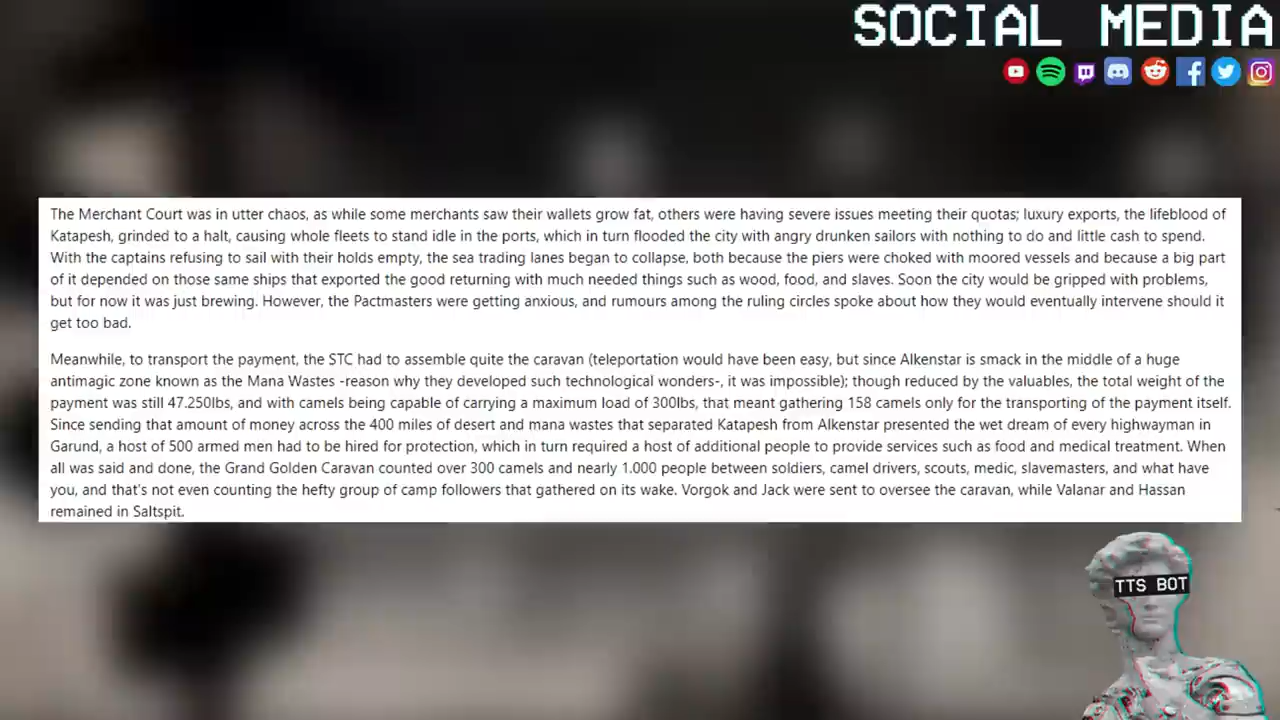 SOCIAL MEDIA
The Merchant Court was in utter chaos, as while some merchants saw their wallets grow fat, others were having severe issues meeting their quotas; luxury exports, the lifeblood of
Katapesh, grinded to a halt, causing whole fleets to stand idle in the ports, which in turn flooded the city with angry drunken sailors with nothing to do and little cash to spend.
With the captains refusing to sail with their holds empty, the sea trading lanes began to collapse, both because the piers were choked with moored vessels and because a big part
of it depended on those same ships that exported the good returning with much needed things such as wood, food, and slaves. Soon the city would be gripped with problems,
but for now it was just brewing. However, the Pactmasters were getting anxious, and rumours among the ruling circles spoke about how they would eventually intervene should it
get too bad.
Meanwhile, to transport the payment, the STC had to assemble quite the caravan (teleportation would have been easy, but since Alkenstar is smack in the middle of a huge
antimagic zone known as the Mana Wastes -reason why they developed such technological wonders-, it was impossible); though reduced by the valuables, the total weight of the
payment was still 47.250lbs, and with camels being capable of carrying a maximum load of 300lbs, that meant gathering 158 camels only for the transporting of the payment itself.
Since sending that amount of money across the 400 miles of desert and mana wastes that separated Katapesh from Alkenstar presented the wet dream of every highwayman in
Garund, a host of 500 armed men had to be hired for protection, which in turn required a host of additional people to provide services such as food and medical treatment. When
all was said and done, the Grand Golden Caravan counted over 300 camels and nearly 1.000 people between soldiers, camel drivers, scouts, medic, slavemasters, and what have
you, and that's not even counting the hefty group of camp followers that gathered on its wake. Vorgok and Jack were sent to oversee the caravan, while Valanar and Hassan
remained in Saltspit.
TTS BOT